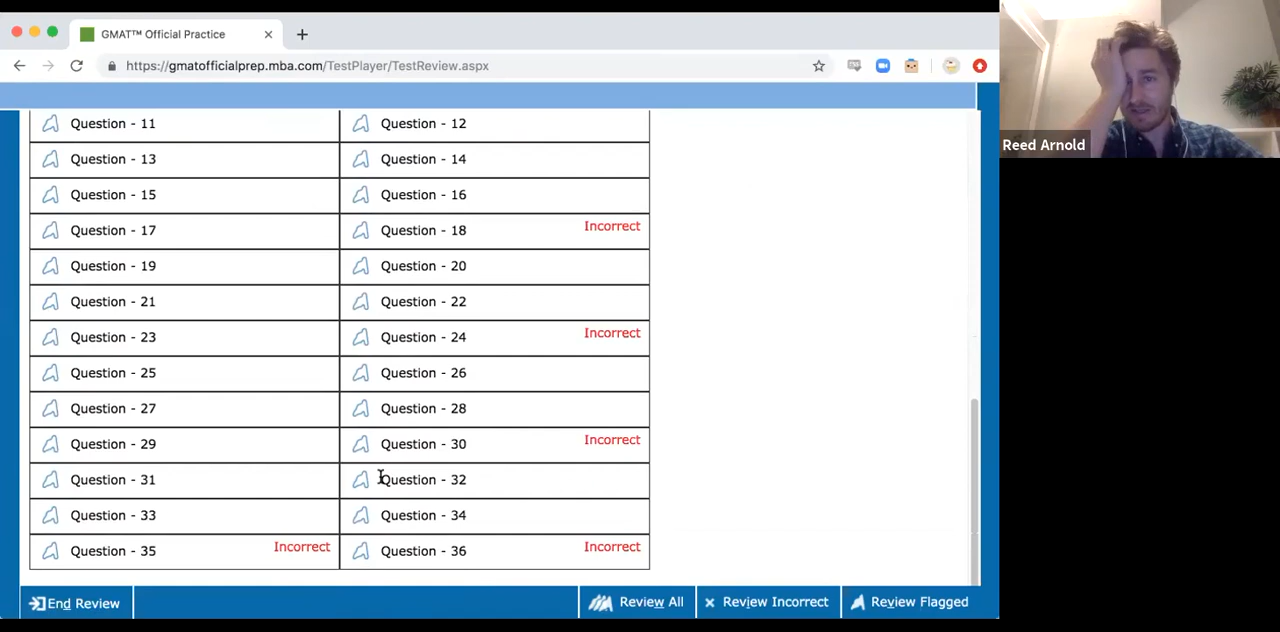 GMAT™ Official Practice
https://gmatofficialprep.mba.com/TestPlayer/TestReview.aspx
Reed Arnold
Question - 11 Question - 12
Question - 13 Question - 14
Question - 15 Question - 16
Question - 17 Question - 18 Incorrect
Question - 19 Question - 20
Question - 21 Question - 22
Question - 23 Question - 24 Incorrect
Question - 25 Question - 26
Question - 27 Question - 28
Question - 29 Question - 30 Incorrect
Question - 31 Question - 32
Question - 33 Question - 34
Question - 35 Incorrect Question - 36 Incorrect
End Review Review All Review Incorrect Review Flagged